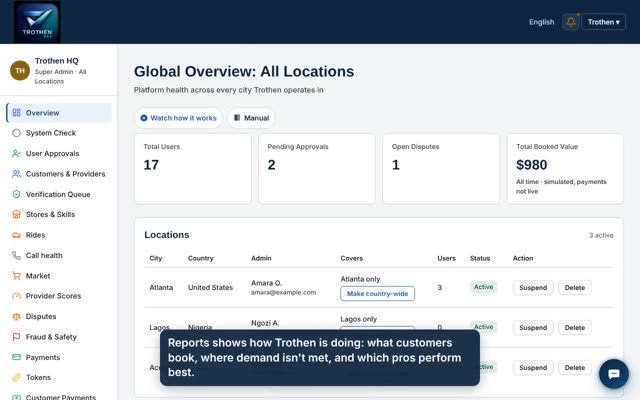 TROTHEN
English
Trothen ▾
TH
Trothen HQ
Super Admin · All
Locations
Overview
System Check
User Approvals
Customers & Providers
Verification Queue
Stores & Skills
Rides
Call health
Market
Provider Scores
Disputes
Fraud & Safety
Payments
Tokens
Customer Payments
Global Overview: All Locations
Platform health across every city Trothen operates in
Watch how it works
Manual
Total Users
17
Pending Approvals
2
Open Disputes
1
Total Booked Value
$980
All time · simulated, payments
not live
Locations
3 active
City Country Admin Covers Users Status Action
Atlanta United States Amara O. amara@example.com Atlanta only Make country-wide 3 Active Suspend Delete
Lagos Nigeria Ngozi A. Lagos only 0 Active Suspend Delete
Active Suspend Delete
Reports shows how Trothen is doing: what customers
book, where demand isn't met, and which pros perform
best.